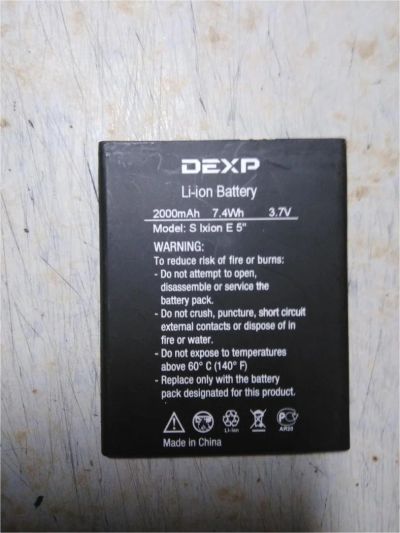 DEXP
Li-ion Battery
2000mAh 7.4Wh 3.7V
Model: S Ixion E 5"
WARNING:
To reduce risk of fire or burns:
- Do not attempt to open,
disassemble or service the
battery pack.
- Do not crush, puncture, short circuit
external contacts or dispose of in
fire or water.
- Do not expose to temperatures
above 60° C (140° F)
- Replace only with the battery
pack designated for this product.
Li-ion
Made in China